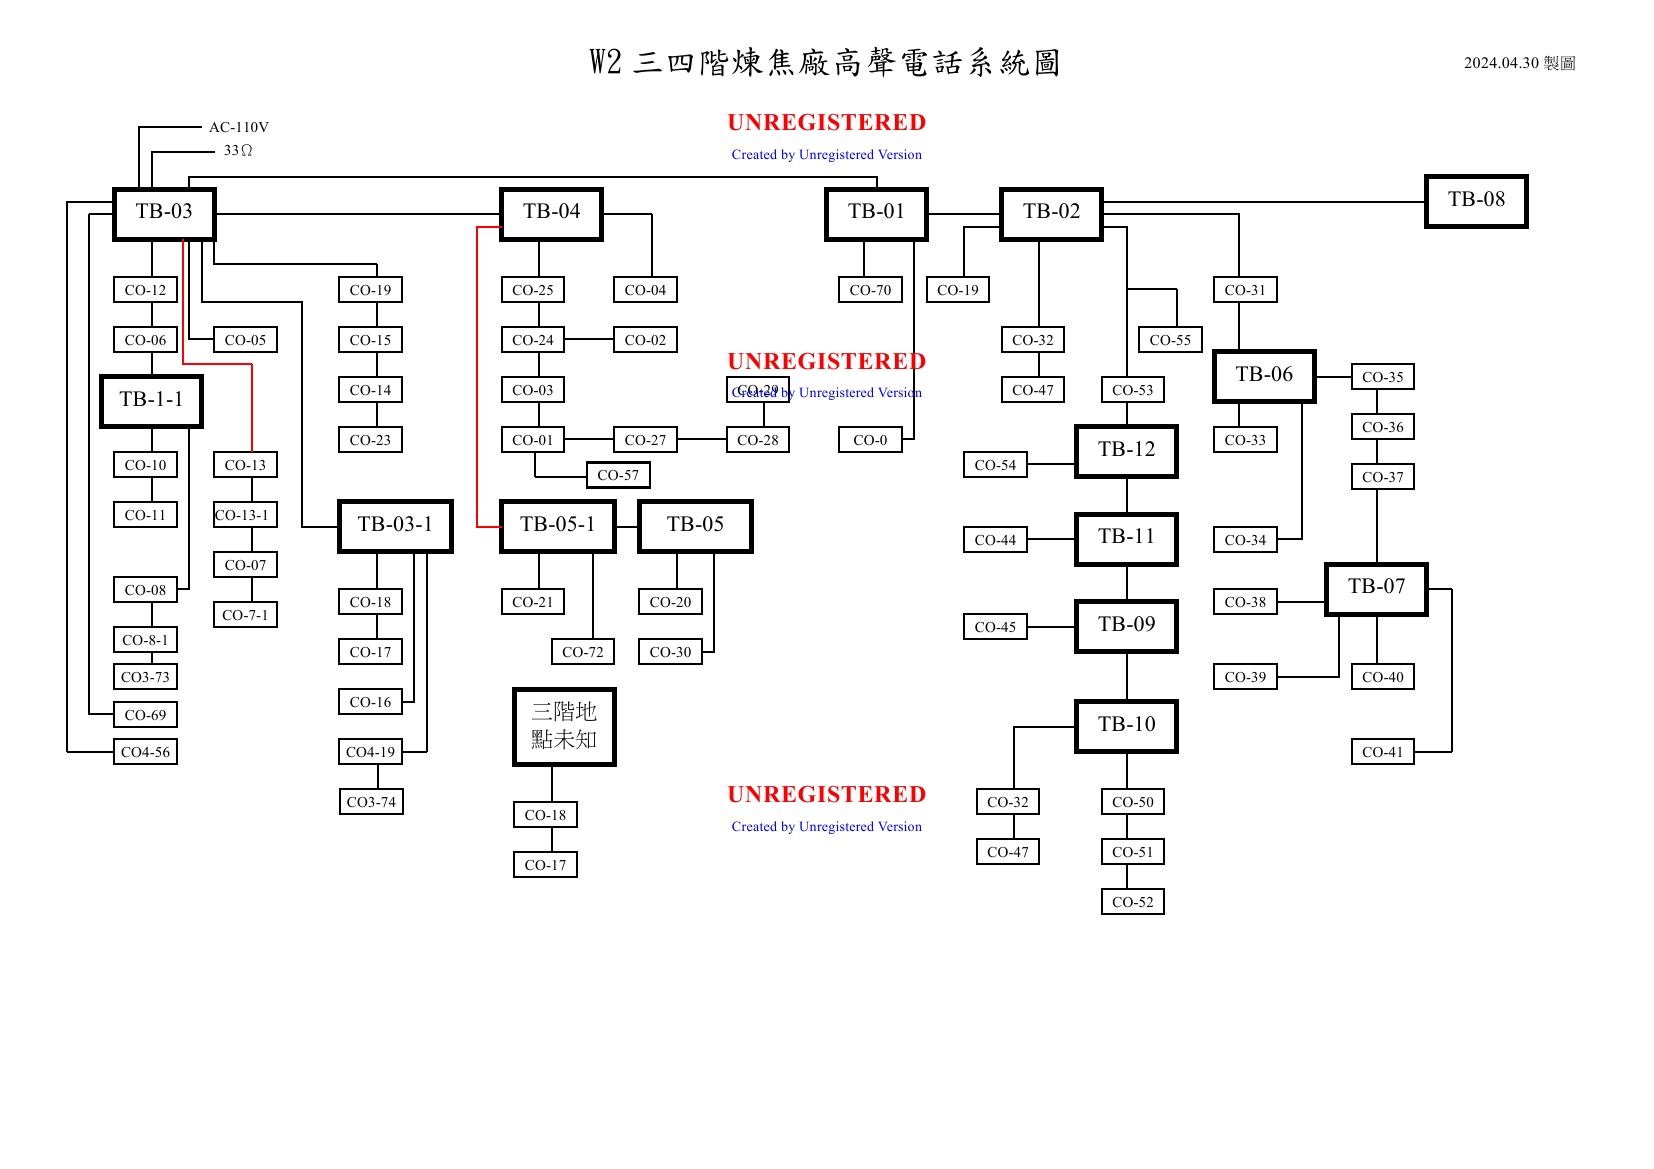 W2 三四階煉焦廠高聲電話系統圖
2024.04.30 製圖
UNREGISTERED
Created by Unregistered Version
AC-110V
33Ω
TB-03
TB-04
TB-01
TB-02
TB-08
CO-12
CO-19
CO-25
CO-04
CO-70
CO-19
CO-31
CO-06
CO-05
CO-15
CO-24
CO-02
CO-32
CO-55
UNREGISTERED
Created by Unregistered Version
TB-1-1
CO-14
CO-03
CO-29
CO-47
CO-53
TB-06
CO-35
CO-23
CO-01
CO-27
CO-28
CO-0
TB-12
CO-33
CO-36
CO-10
CO-13
CO-57
CO-54
CO-37
CO-11
CO-13-1
TB-03-1
TB-05-1
TB-05
CO-44
TB-11
CO-34
CO-07
CO-08
CO-7-1
CO-18
CO-21
CO-20
CO-45
TB-09
CO-38
TB-07
CO-8-1
CO-17
CO-72
CO-30
CO3-73
CO-39
CO-40
CO-69
CO-16
三階地
點未知
TB-10
CO4-56
CO4-19
CO-41
CO3-74
CO-18
UNREGISTERED
Created by Unregistered Version
CO-32
CO-50
CO-17
CO-47
CO-51
CO-52